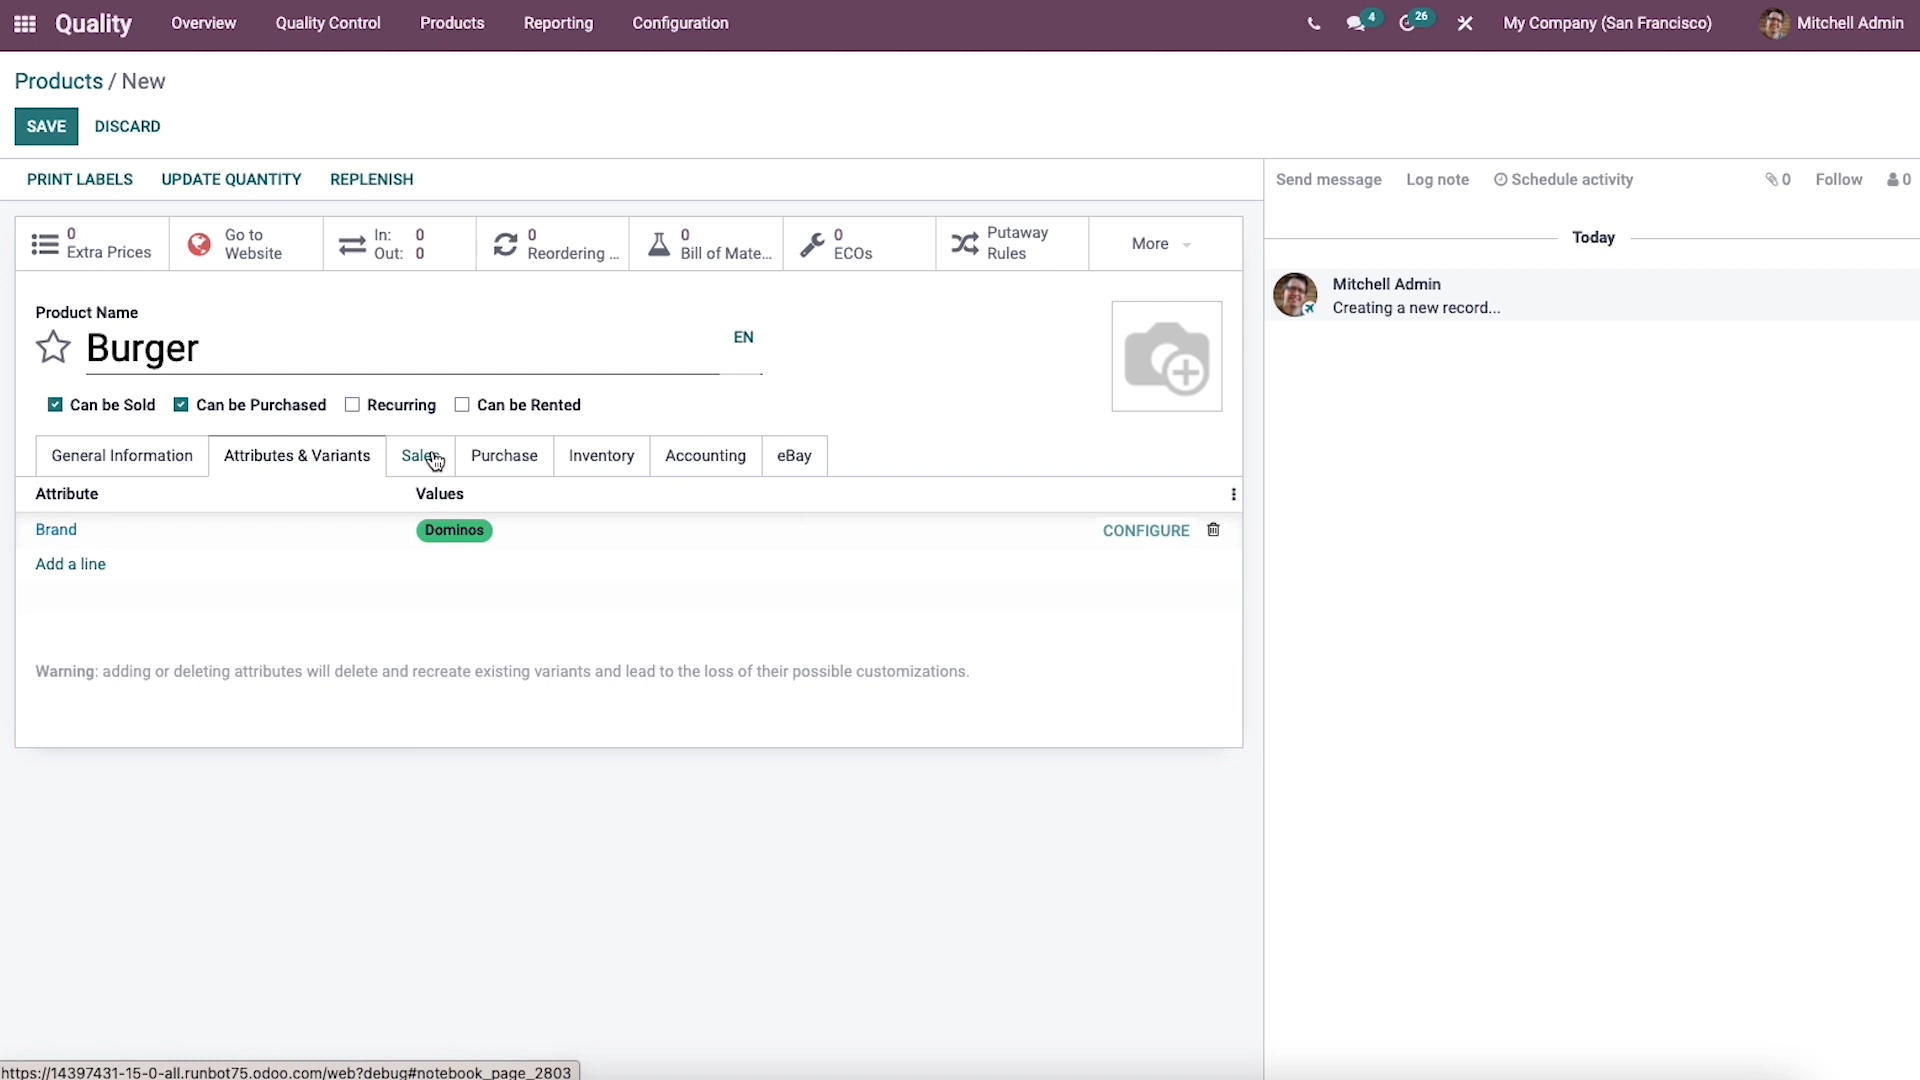 Quality Overview Quality Control Products Reporting Configuration 4 26 My Company (San Francisco) Mitchell Admin
Products / New
SAVE DISCARD
PRINT LABELS UPDATE QUANTITY REPLENISH Send message Log note Schedule activity 0 Follow 0
0 Extra Prices
Go to Website
In: 0
Out: 0
0 Reordering ...
0 Bill of Mate...
0 ECOs
Putaway Rules
More
Today
Mitchell Admin
Creating a new record...
Product Name
Burger EN
Can be Sold Can be Purchased Recurring Can be Rented
General Information Attributes & Variants Sales Purchase Inventory Accounting eBay
Attribute Values
Brand Dominos CONFIGURE
Add a line
Warning: adding or deleting attributes will delete and recreate existing variants and lead to the loss of their possible customizations.
https://14397431-15-0-all.runbot75.odoo.com/web?debug#notebook_page_2803